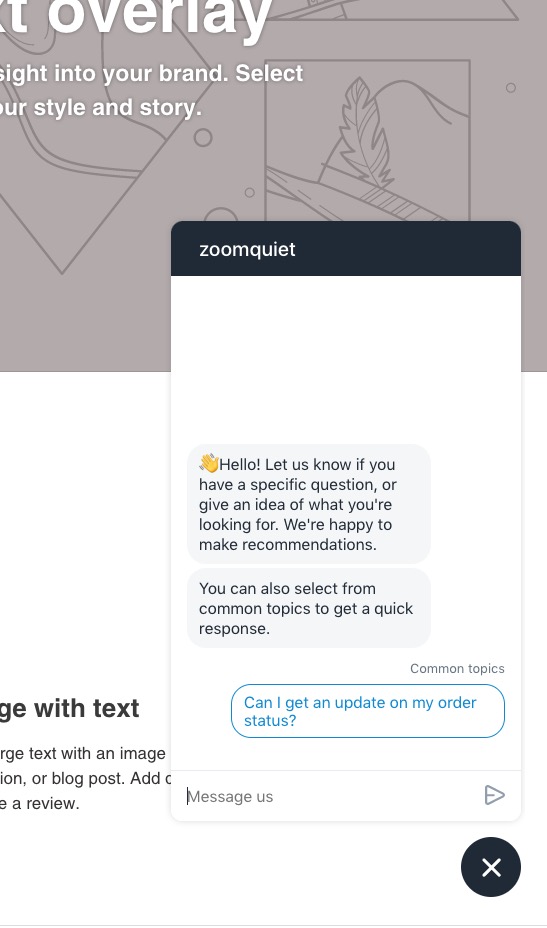 t overlay
sight into your brand. Select
our style and story.
zoomquiet
👋Hello! Let us know if you
have a specific question, or
give an idea of what you're
looking for. We're happy to
make recommendations.
You can also select from
common topics to get a quick
response.
Common topics
Can I get an update on my order
status?
ge with text
rge text with an image
ion, or blog post. Add
e a review.
Message us